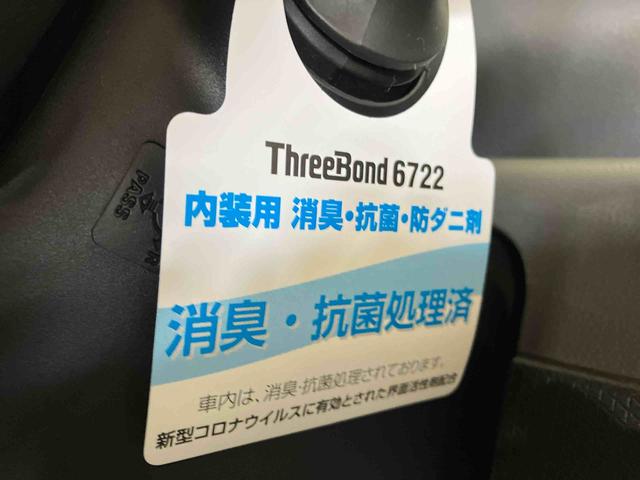 ThreeBond 6722
内装用 消臭・抗菌・防ダニ剤
消臭・抗菌処理済
車内は、消臭・抗菌処理されております。
新型コロナウイルスに有効とされた界面活性剤配合
PASS